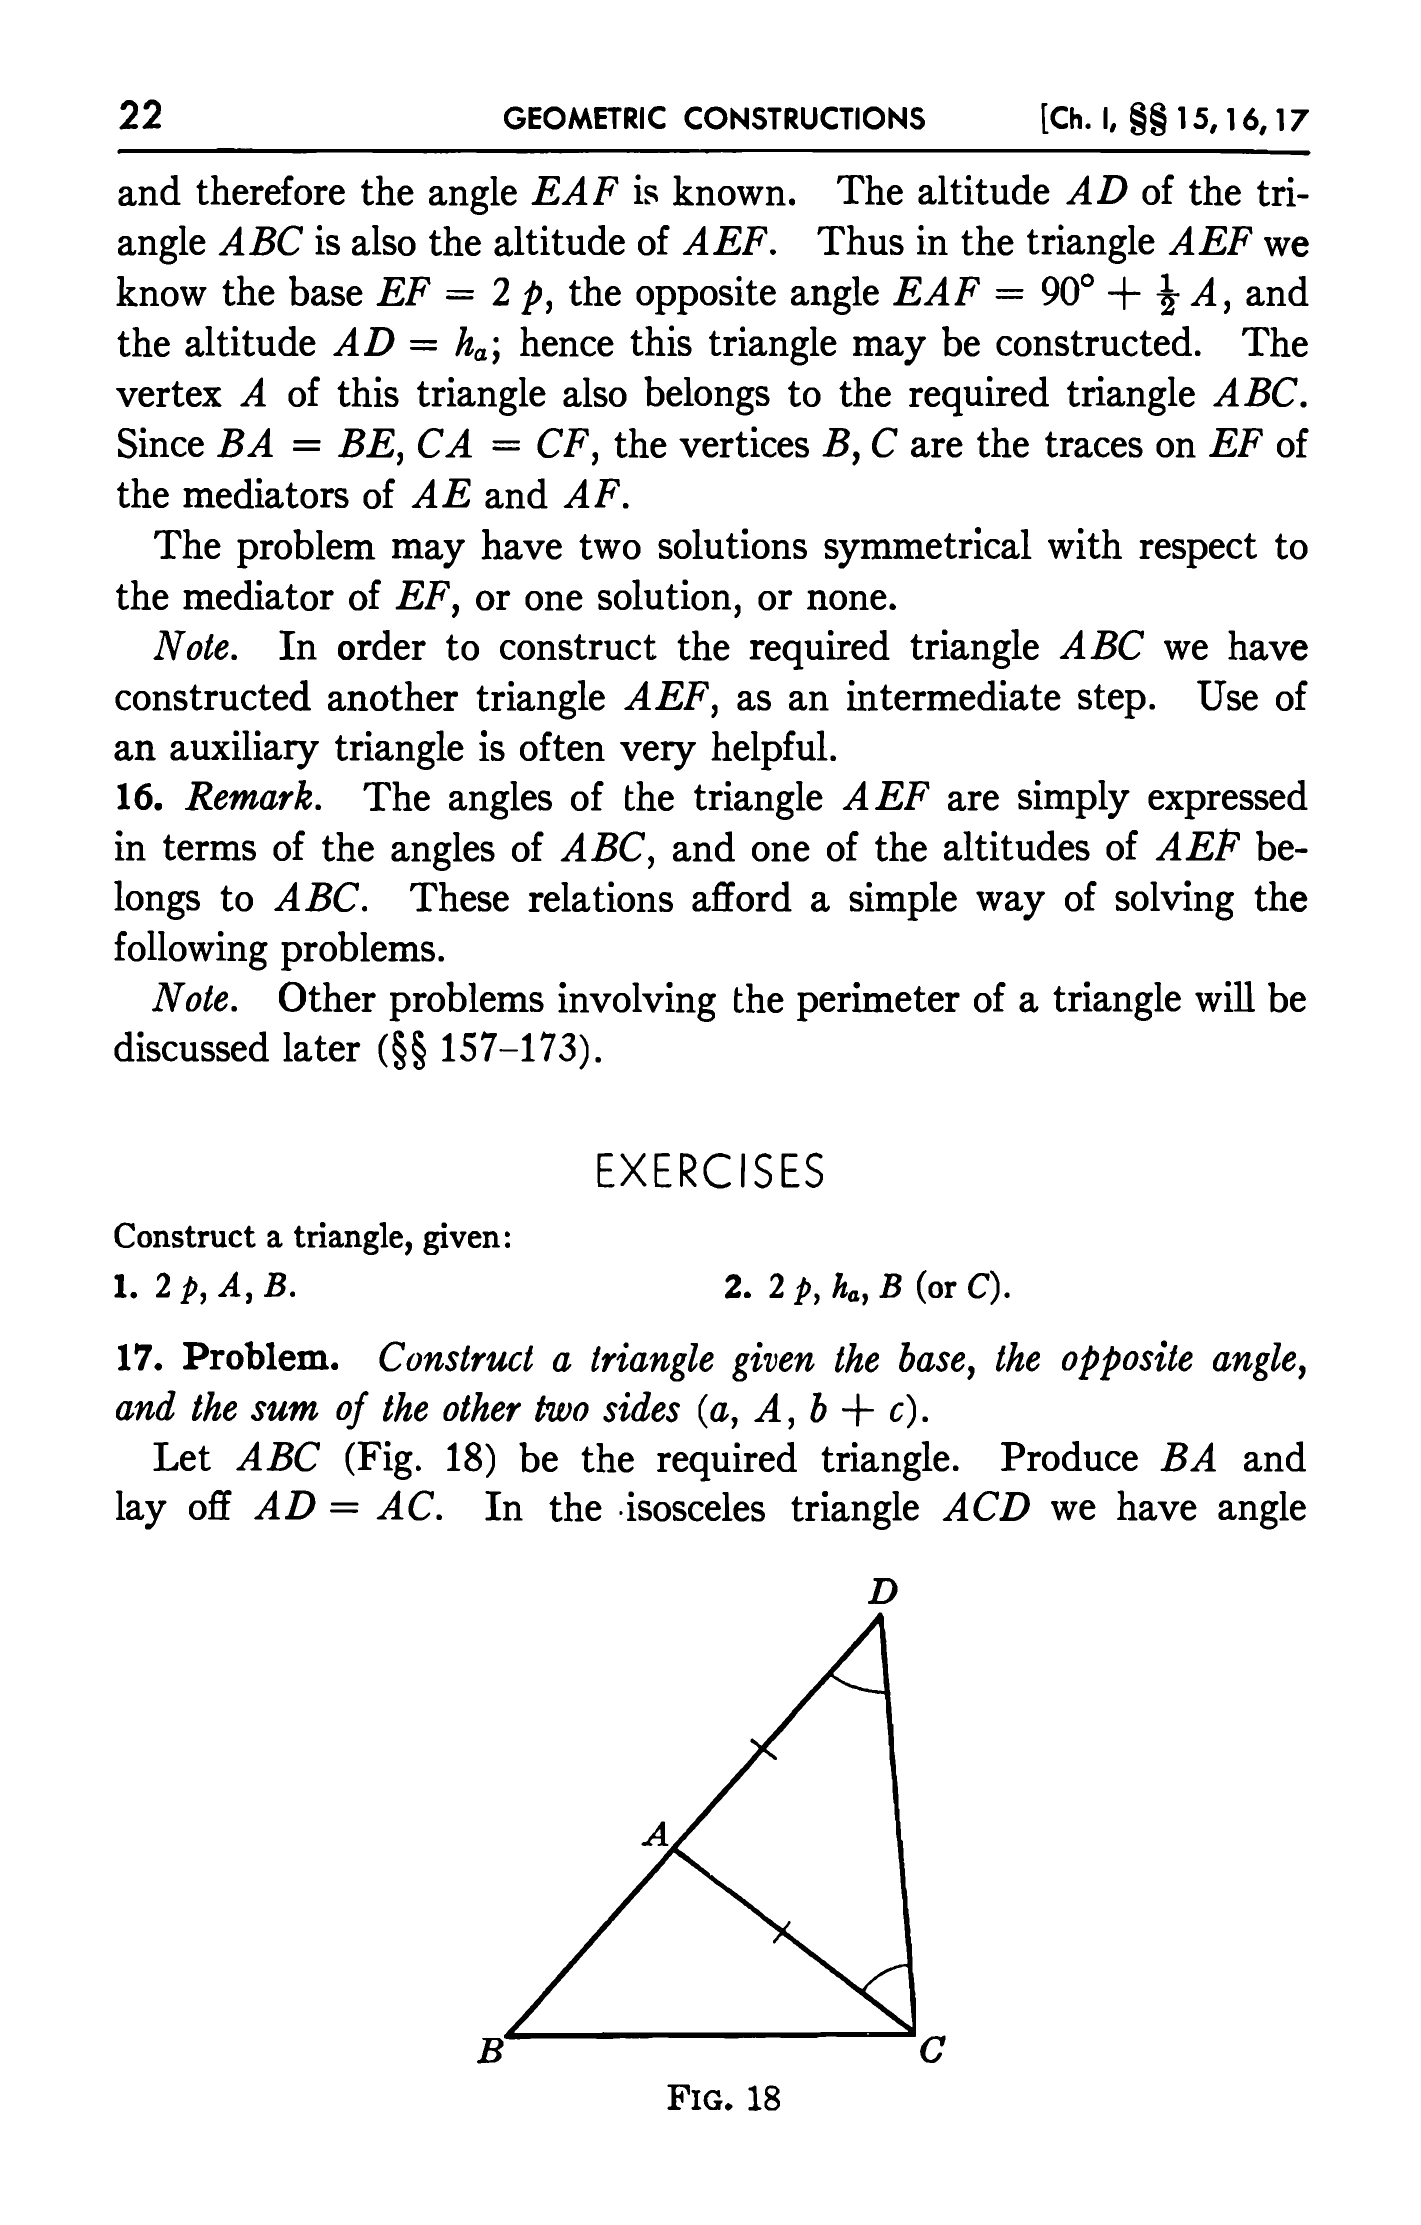 22 GEOMETRIC CONSTRUCTIONS [Ch. I, §§ 15, 16, 17
and therefore the angle EAF is known. The altitude AD of the tri-
angle ABC is also the altitude of AEF. Thus in the triangle AEF we
know the base EF = 2 p, the opposite angle EAF = 90° + ½ A, and
the altitude AD = hₐ; hence this triangle may be constructed. The
vertex A of this triangle also belongs to the required triangle ABC.
Since BA = BE, CA = CF, the vertices B, C are the traces on EF of
the mediators of AE and AF.
The problem may have two solutions symmetrical with respect to
the mediator of EF, or one solution, or none.
Note. In order to construct the required triangle ABC we have
constructed another triangle AEF, as an intermediate step. Use of
an auxiliary triangle is often very helpful.
16. Remark. The angles of the triangle AEF are simply expressed
in terms of the angles of ABC, and one of the altitudes of AEF be-
longs to ABC. These relations afford a simple way of solving the
following problems.
Note. Other problems involving the perimeter of a triangle will be
discussed later (§§ 157–173).
EXERCISES
Construct a triangle, given:
1. 2 p, A, B. 2. 2 p, hₐ, B (or C).
17. Problem. Construct a triangle given the base, the opposite angle,
and the sum of the other two sides (a, A, b + c).
Let ABC (Fig. 18) be the required triangle. Produce BA and
lay off AD = AC. In the isosceles triangle ACD we have angle
D
A
B C
FIG. 18